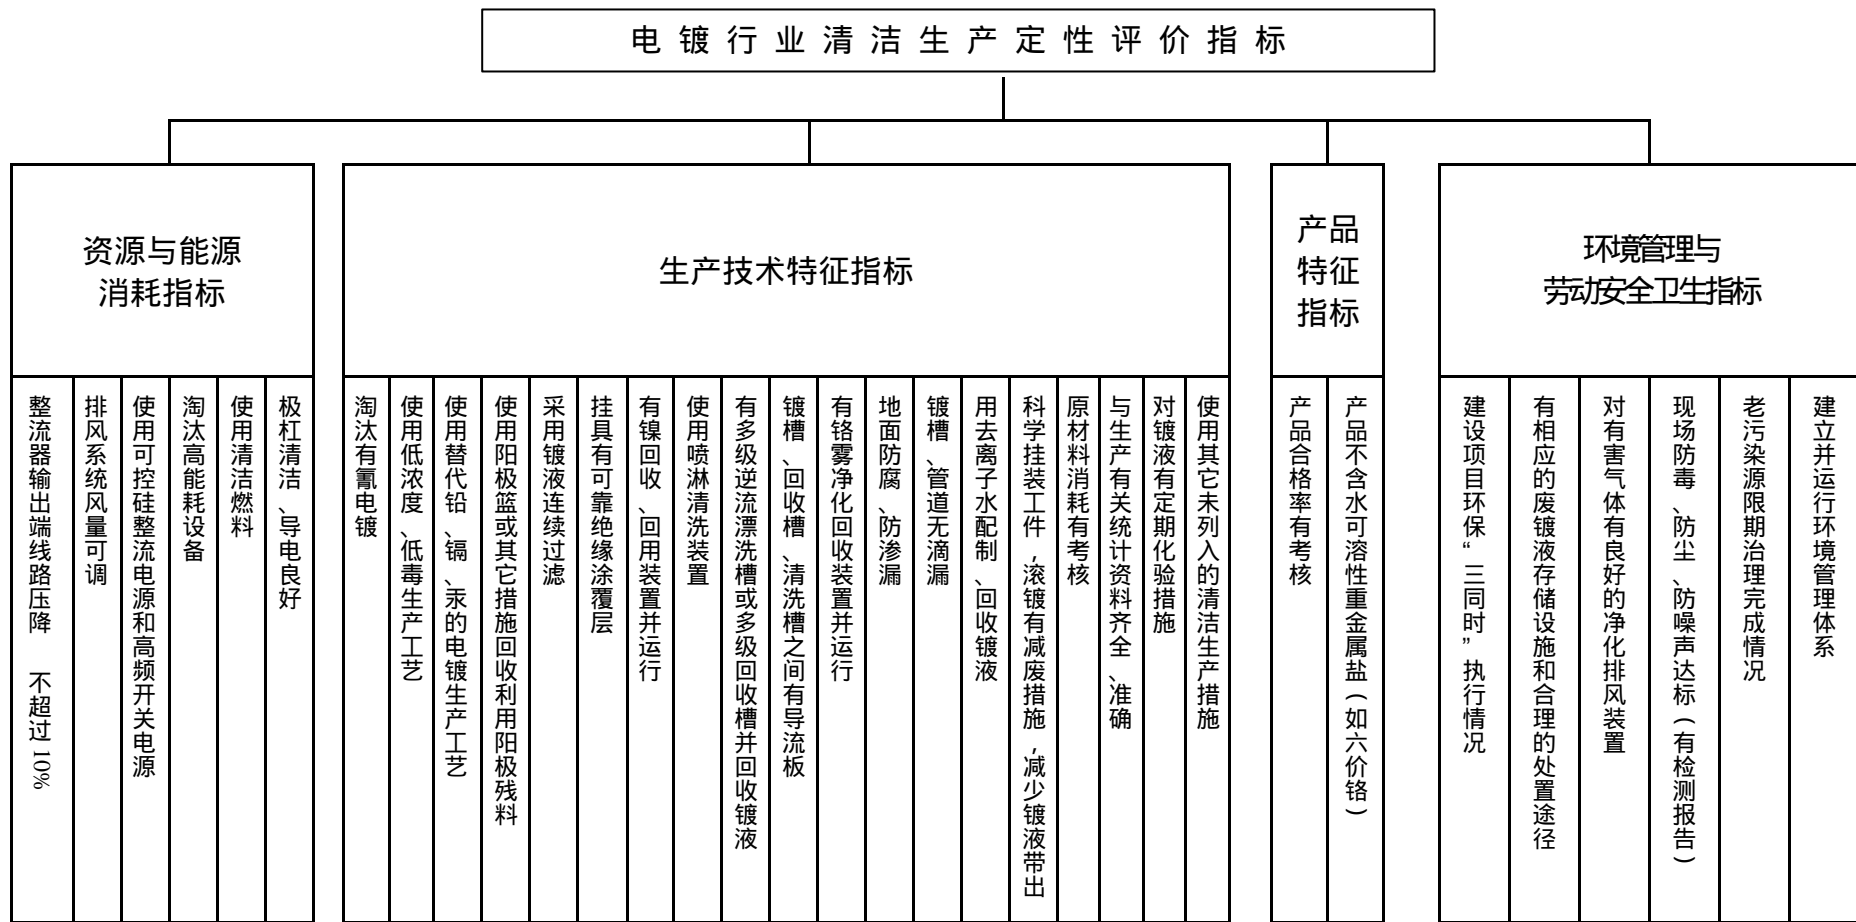 电镀行业清洁生产定性评价指标
资源与能源
消耗指标
生产技术特征指标
产品
特征
指标
环境管理与
劳动安全卫生指标
整流器输出端线路压降 不超过10%
排风系统风量可调
使用可控硅整流电源和高频开关电源
淘汰高能耗设备
使用清洁燃料
极杠清洁、导电良好
淘汰有氰电镀
使用低浓度、低毒生产工艺
使用替代铅、镉、汞的电镀生产工艺
使用阳极篮或其它措施回收利用阳极残料
采用镀液连续过滤
挂具有可靠绝缘涂覆层
有镍回收、回用装置并运行
使用喷淋清洗装置
有多级逆流漂洗槽或多级回收槽并回收镀液
镀槽、回收槽、清洗槽之间有导流板
有铬雾净化回收装置并运行
地面防腐、防渗漏
镀槽、管道无滴漏
用去离子水配制、回收镀液
科学挂装工件,滚镀有减废措施,减少镀液带出
原材料消耗有考核
与生产有关统计资料齐全、准确
对镀液有定期化验措施
使用其它未列入的清洁生产措施
产品合格率有考核
产品不含水可溶性重金属盐(如六价铬)
建设项目环保“三同时”执行情况
有相应的废镀液存储设施和合理的处置途径
对有害气体有良好的净化排风装置
现场防毒、防尘、防噪声达标(有检测报告)
老污染源限期治理完成情况
建立并运行环境管理体系